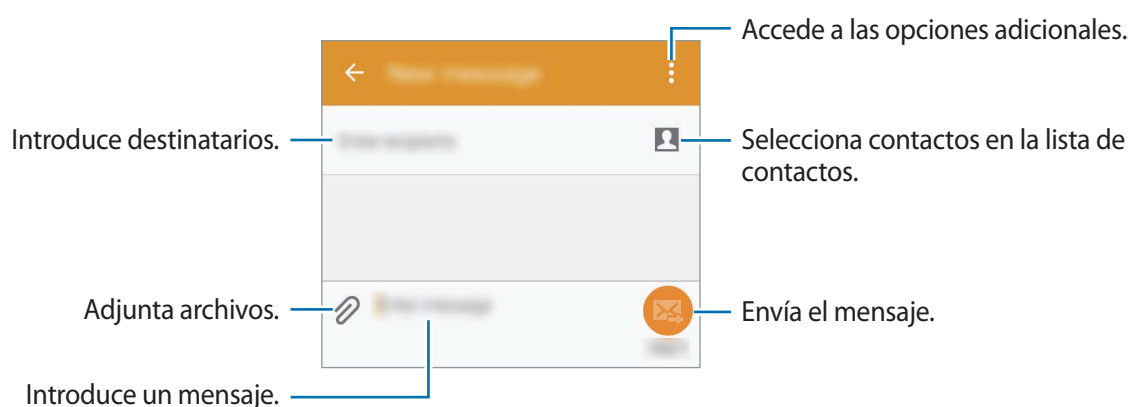 Accede a las opciones adicionales.
Introduce destinatarios.
Selecciona contactos en la lista de
contactos.
Adjunta archivos.
Envía el mensaje.
Introduce un mensaje.